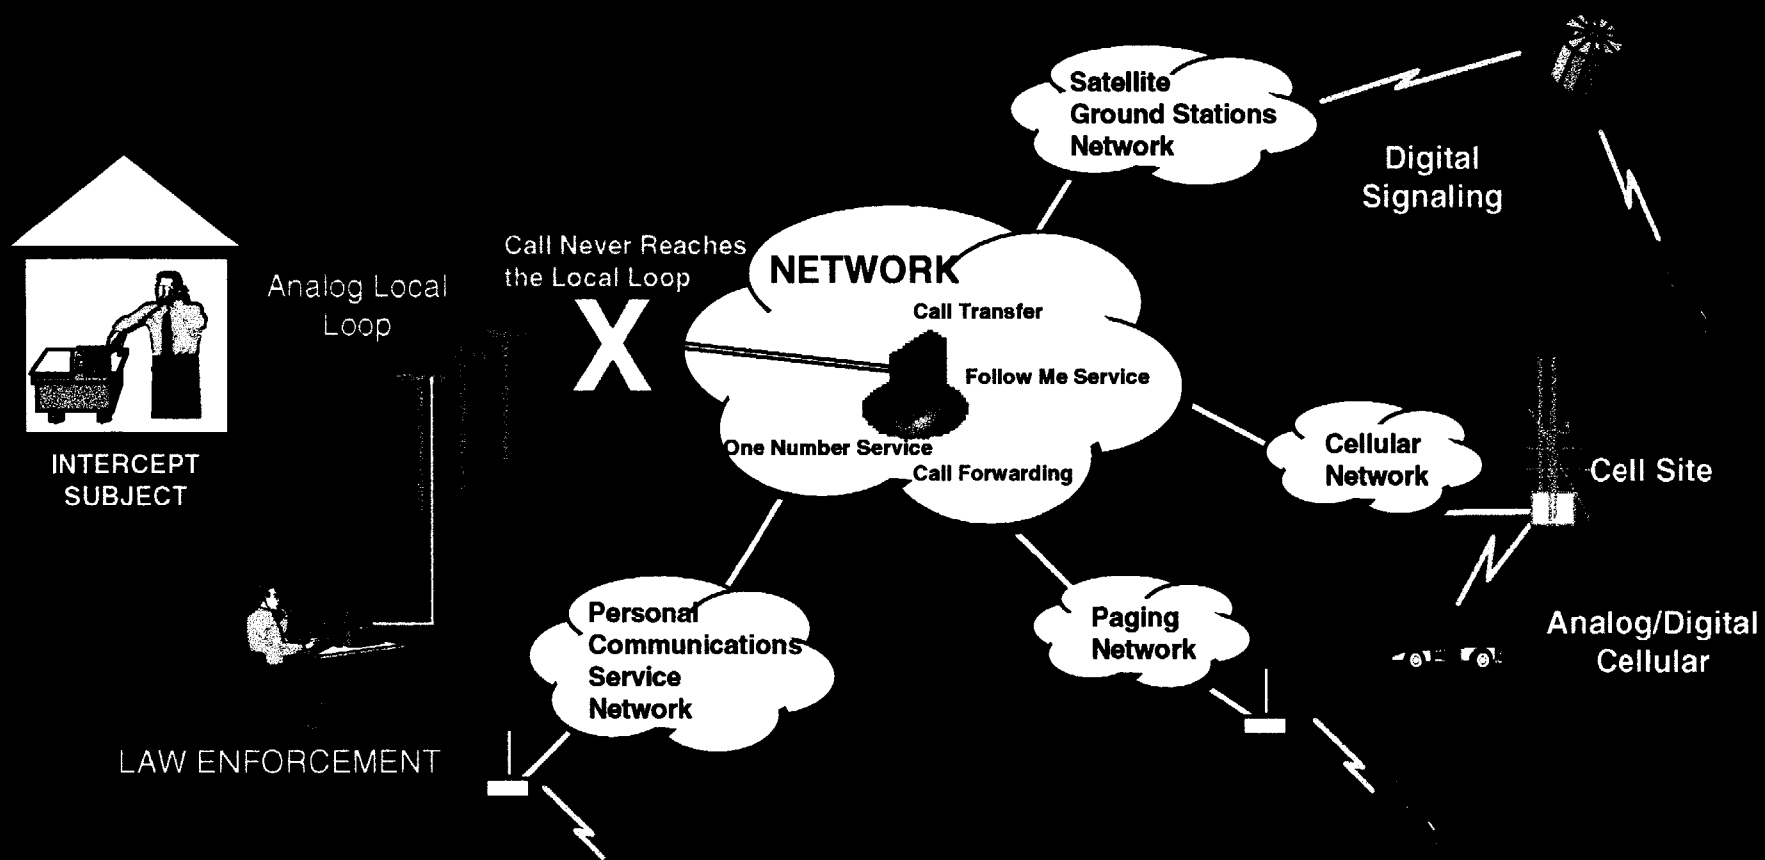 Satellite
Ground Stations
Network
Digital
Signaling
Call Never Reaches
the Local Loop
NETWORK
Analog Local
Loop
Call Transfer
Follow Me Service
One Number Service
Call Forwarding
INTERCEPT
SUBJECT
Cellular
Network
Cell Site
Personal
Communications
Service
Network
Paging
Network
Analog/Digital
Cellular
LAW ENFORCEMENT
X